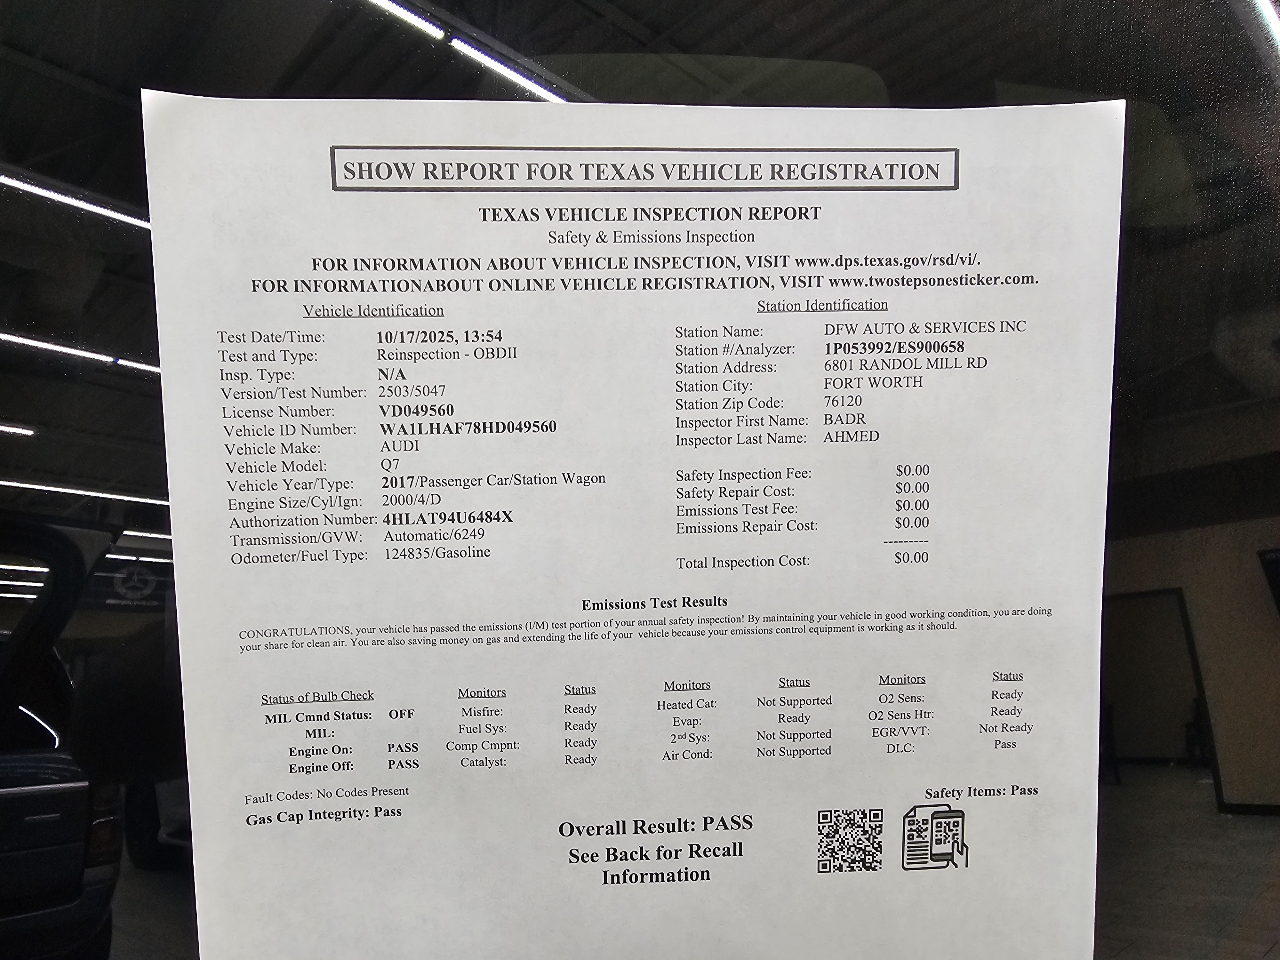 SHOW REPORT FOR TEXAS VEHICLE REGISTRATION
TEXAS VEHICLE INSPECTION REPORT
Safety & Emissions Inspection
FOR INFORMATION ABOUT VEHICLE INSPECTION, VISIT www.dps.texas.gov/rsd/vi/.
FOR INFORMATIONABOUT ONLINE VEHICLE REGISTRATION, VISIT www.twostepsonesticker.com.
Vehicle Identification
Test Date/Time: 10/17/2025, 13:54
Test and Type: Reinspection - OBDII
Insp. Type: N/A
Version/Test Number: 2503/5047
License Number: VD049560
Vehicle ID Number: WA1LHAF78HD049560
Vehicle Make: AUDI
Vehicle Model: Q7
Vehicle Year/Type: 2017/Passenger Car/Station Wagon
Engine Size/Cyl/Ign: 2000/4/D
Authorization Number: 4HLAT94U6484X
Transmission/GVW: Automatic/6249
Odometer/Fuel Type: 124835/Gasoline
Station Identification
Station Name: DFW AUTO & SERVICES INC
Station #/Analyzer: 1P053992/ES900658
Station Address: 6801 RANDOL MILL RD
Station City: FORT WORTH
Station Zip Code: 76120
Inspector First Name: BADR
Inspector Last Name: AHMED
Safety Inspection Fee: $0.00
Safety Repair Cost: $0.00
Emissions Test Fee: $0.00
Emissions Repair Cost: $0.00
---------
Total Inspection Cost: $0.00
Emissions Test Results
CONGRATULATIONS, your vehicle has passed the emissions (I/M) test portion of your annual safety inspection! By maintaining your vehicle in good working condition, you are doing
your share for clean air. You are also saving money on gas and extending the life of your vehicle because your emissions control equipment is working as it should.
Status of Bulb Check
MIL Cmnd Status: OFF
MIL:
Engine On: PASS
Engine Off: PASS
Monitors Status
Misfire: Ready
Fuel Sys: Ready
Comp Cmpnt: Ready
Catalyst: Ready
Monitors Status
Heated Cat: Not Supported
Evap: Ready
2nd Sys: Not Supported
Air Cond: Not Supported
Monitors Status
O2 Sens: Ready
O2 Sens Htr: Ready
EGR/VVT: Not Ready
DLC: Pass
Fault Codes: No Codes Present
Gas Cap Integrity: Pass
Safety Items: Pass
Overall Result: PASS
See Back for Recall
Information